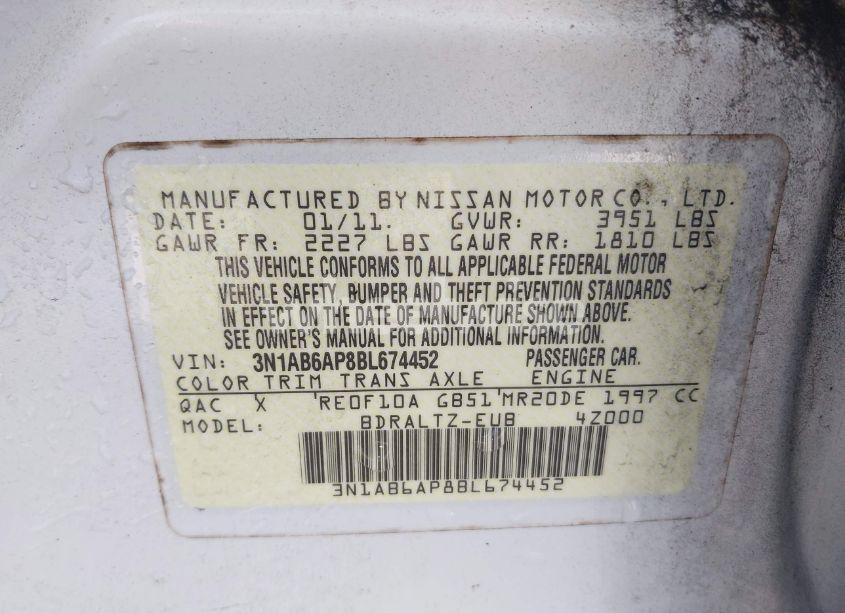 MANUFACTURED BY NISSAN MOTOR CO., LTD.
DATE: 01/11. GVWR: 3951 LBS
GAWR FR: 2227 LBS GAWR RR: 1810 LBS
THIS VEHICLE CONFORMS TO ALL APPLICABLE FEDERAL MOTOR
VEHICLE SAFETY, BUMPER AND THEFT PREVENTION STANDARDS
IN EFFECT ON THE DATE OF MANUFACTURE SHOWN ABOVE.
SEE OWNER'S MANUAL FOR ADDITIONAL INFORMATION.
VIN: 3N1AB6AP8BL674452 PASSENGER CAR.
COLOR TRIM TRANS AXLE ENGINE
QAC X RE0F10A GB51 MR20DE 1997 CC
MODEL: BDRALTZ-EUB 4Z000
3N1AB6AP8BL674452